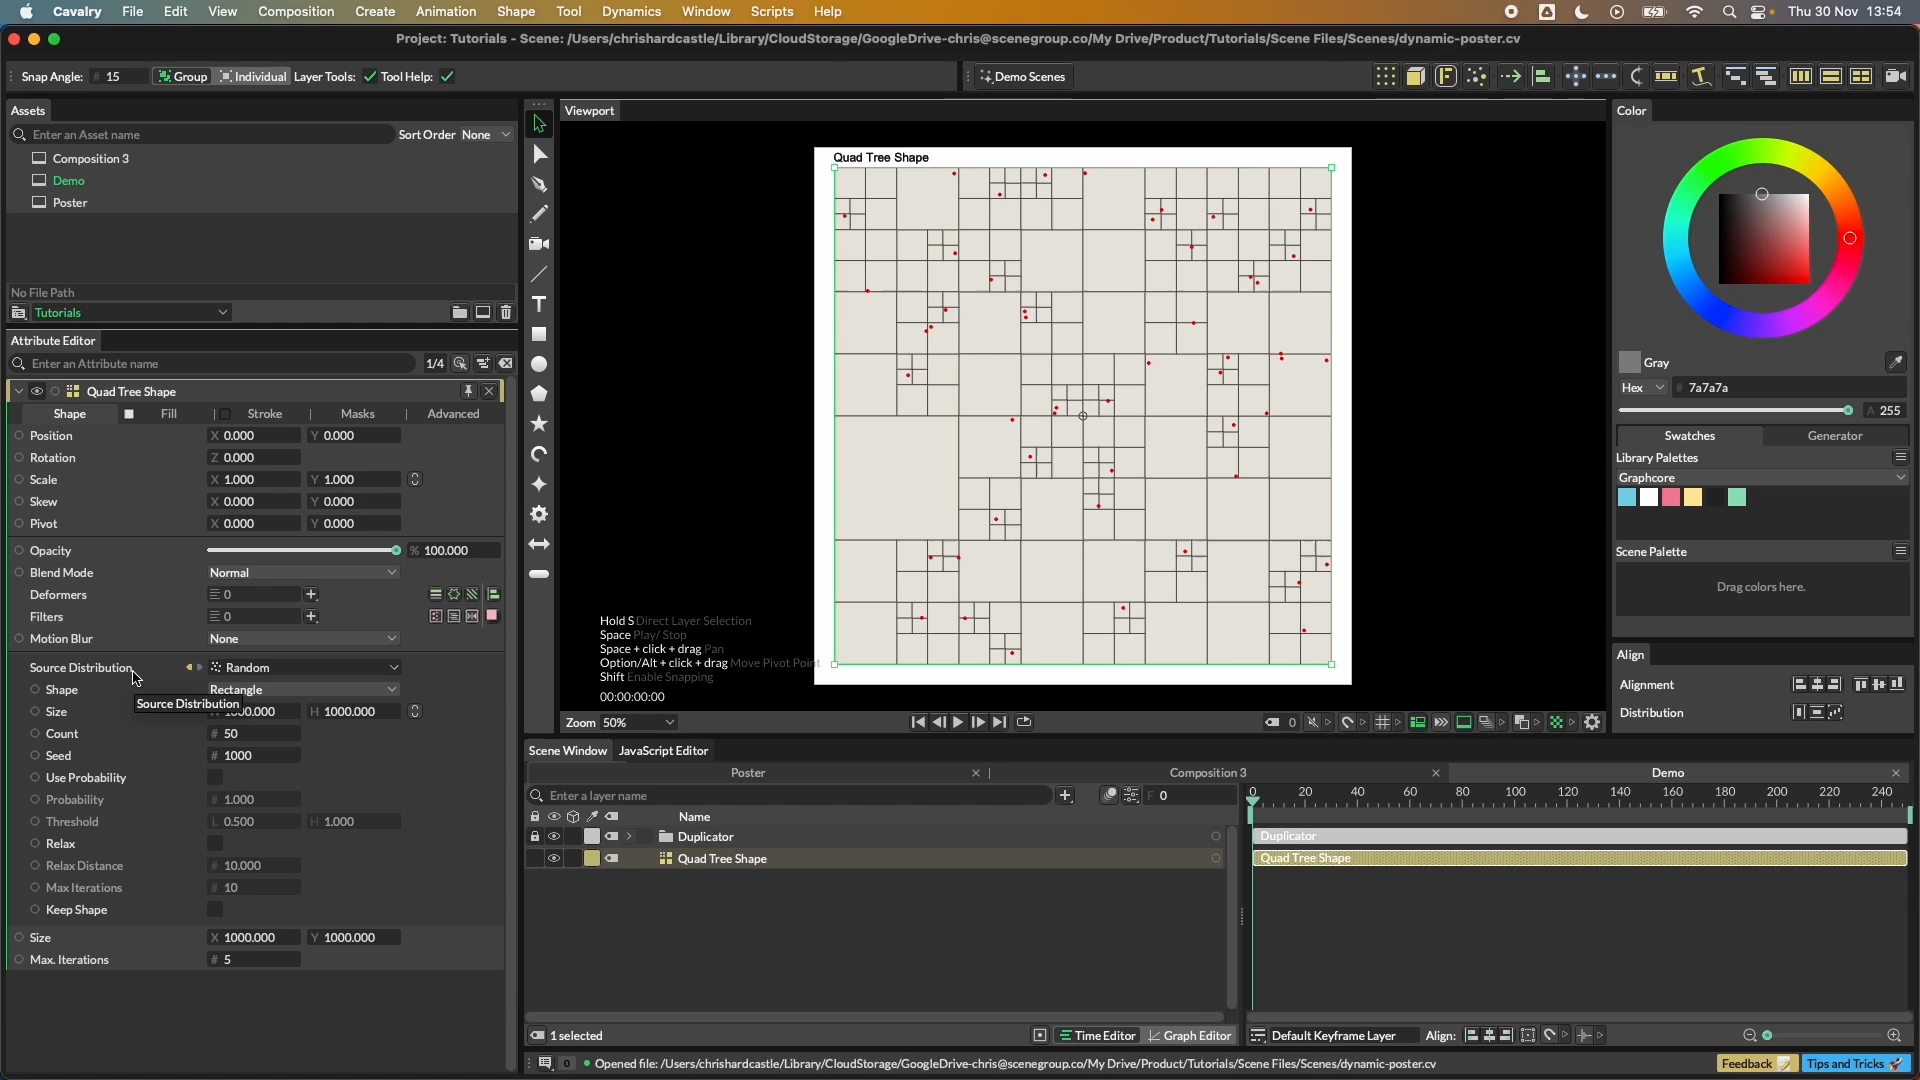 Cavalry File Edit View Composition Create Animation Shape Tool Dynamics Window Scripts Help Thu 30 Nov 13:54
Project: Tutorials - Scene: /Users/chrishardcastle/Library/CloudStorage/GoogleDrive-chris@scenegroup.co/My Drive/Product/Tutorials/Scene Files/Scenes/dynamic-poster.cv
Snap Angle: # 15 Group Individual Layer Tools: Tool Help: Demo Scenes
Assets
Enter an Asset name Sort Order None
Composition 3
Demo
Poster
No File Path
Tutorials
Attribute Editor
Enter an Attribute name 1/4
Quad Tree Shape
Shape Fill Stroke Masks Advanced
Position X 0.000 Y 0.000
Rotation Z 0.000
Scale X 1.000 Y 1.000
Skew X 0.000 Y 0.000
Pivot X 0.000 Y 0.000
Opacity % 100.000
Blend Mode Normal
Deformers 0
Filters 0
Motion Blur None
Source Distribution Random
Shape Rectangle
Source Distribution
Size 1000.000 H 1000.000
Count # 50
Seed # 1000
Use Probability
Probability # 1.000
Threshold L 0.500 H 1.000
Relax
Relax Distance # 10.000
Max Iterations # 10
Keep Shape
Size X 1000.000 Y 1000.000
Max. Iterations # 5
Viewport
Quad Tree Shape
Hold S Direct Layer Selection
Space Play/ Stop
Space + click + drag Pan
Option/Alt + click + drag Move Pivot Point
Shift Enable Snapping
00:00:00:00
Zoom 50% 0
Color
Gray
Hex # 7a7a7a
A 255
Swatches Generator
Library Palettes
Graphcore
Scene Palette
Drag colors here.
Align
Alignment
Distribution
Scene Window JavaScript Editor
Poster Composition 3 Demo
Enter a layer name F 0 0 20 40 60 80 100 120 140 160 180 200 220 240
Name
Duplicator Duplicator
Quad Tree Shape Quad Tree Shape
1 selected Time Editor Graph Editor Default Keyframe Layer Align:
0 Opened file: /Users/chrishardcastle/Library/CloudStorage/GoogleDrive-chris@scenegroup.co/My Drive/Product/Tutorials/Scene Files/Scenes/dynamic-poster.cv Feedback Tips and Tricks